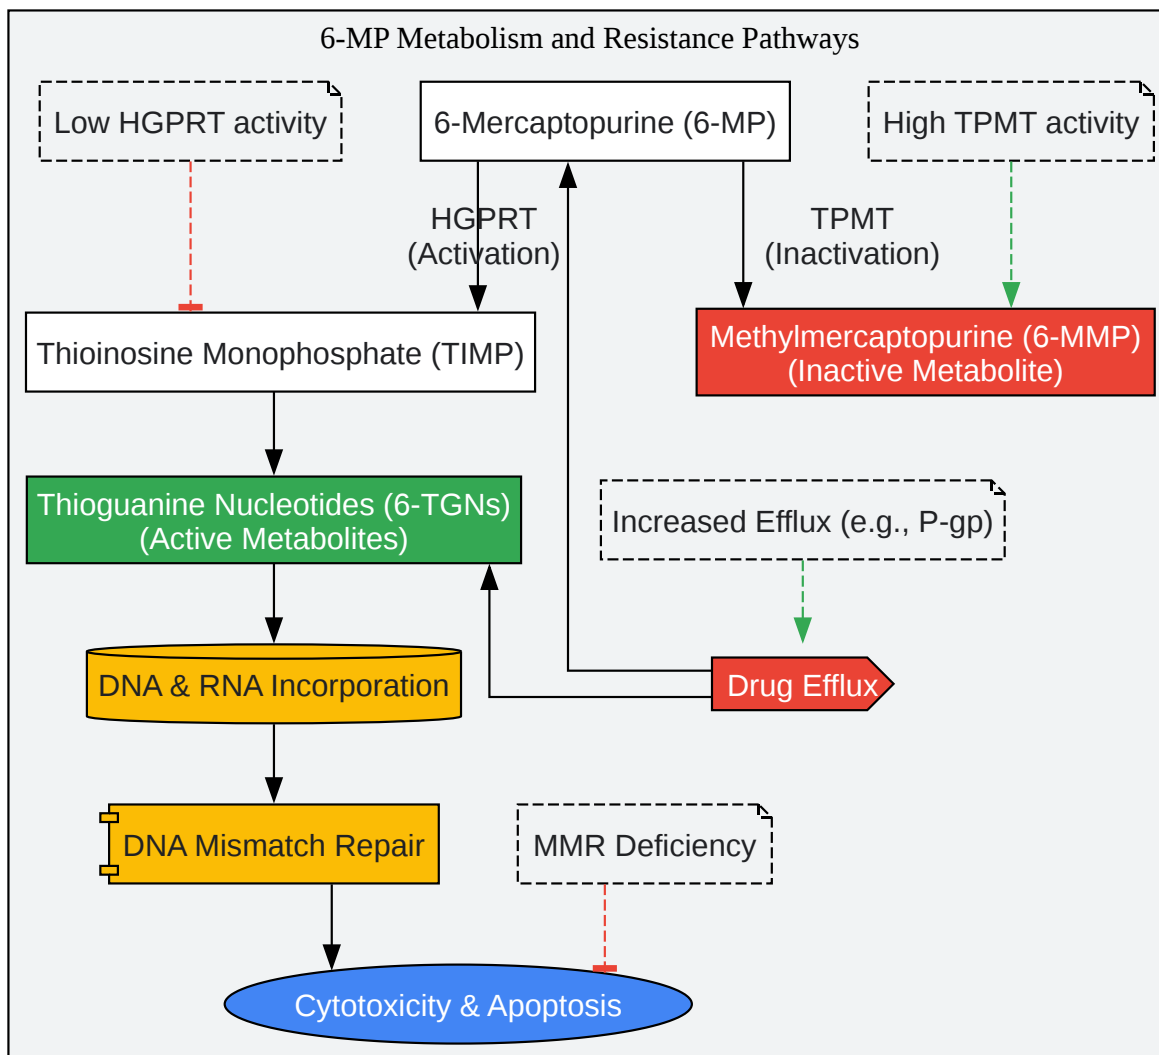 6-MP Metabolism and Resistance Pathways
Low HGPRT activity
6-Mercaptopurine (6-MP)
High TPMT activity
HGPRT
(Activation)
TPMT
(Inactivation)
Thioinosine Monophosphate (TIMP)
Methylmercaptopurine (6-MMP)
(Inactive Metabolite)
Thioguanine Nucleotides (6-TGNs)
(Active Metabolites)
Increased Efflux (e.g., P-gp)
DNA & RNA Incorporation
Drug Efflux
DNA Mismatch Repair
MMR Deficiency
Cytotoxicity & Apoptosis